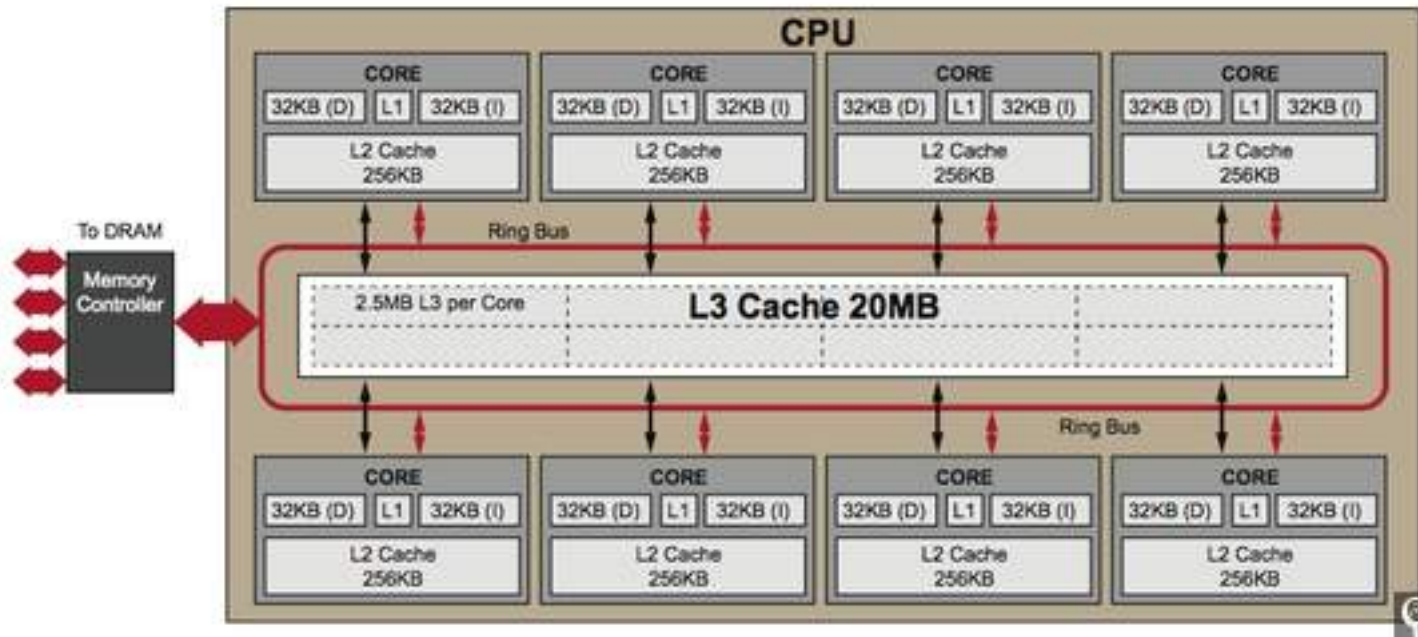 CPU
CORE
32KB (D) L1 32KB (I)
L2 Cache
256KB
CORE
32KB (D) L1 32KB (I)
L2 Cache
256KB
CORE
32KB (D) L1 32KB (I)
L2 Cache
256KB
CORE
32KB (D) L1 32KB (I)
L2 Cache
256KB
To DRAM
Memory
Controller
Ring Bus
2.5MB L3 per Core
L3 Cache 20MB
Ring Bus
CORE
32KB (D) L1 32KB (I)
L2 Cache
256KB
CORE
32KB (D) L1 32KB (I)
L2 Cache
256KB
CORE
32KB (D) L1 32KB (I)
L2 Cache
256KB
CORE
32KB (D) L1 32KB (I)
L2 Cache
256KB